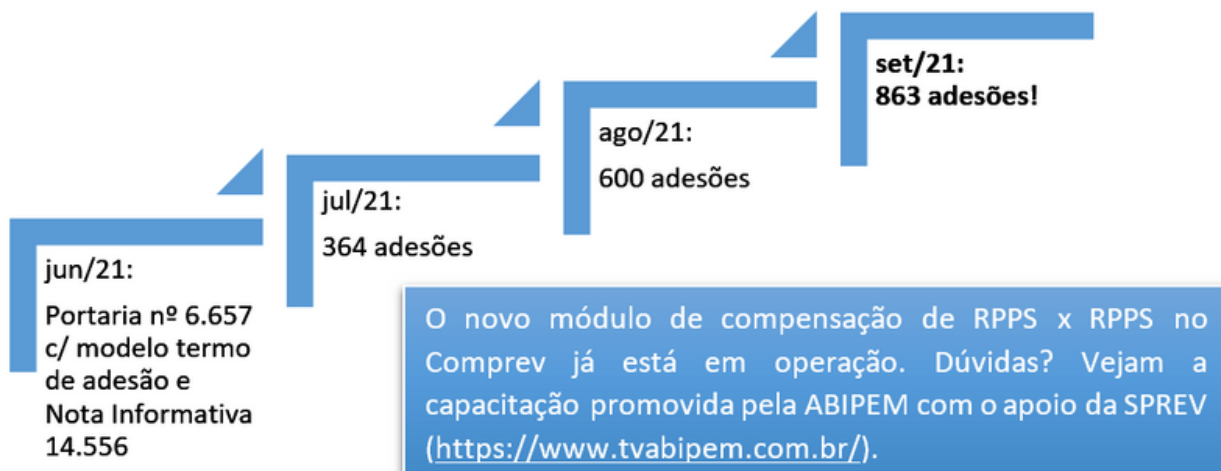 jun/21:
Portaria nº 6.657
c/ modelo termo
de adesão e
Nota Informativa
14.556
jul/21:
364 adesões
ago/21:
600 adesões
set/21:
863 adesões!
O novo módulo de compensação de RPPS x RPPS no
Comprev já está em operação. Dúvidas? Vejam a
capacitação promovida pela ABIPEM com o apoio da SPREV
(https://www.tvabipem.com.br/).